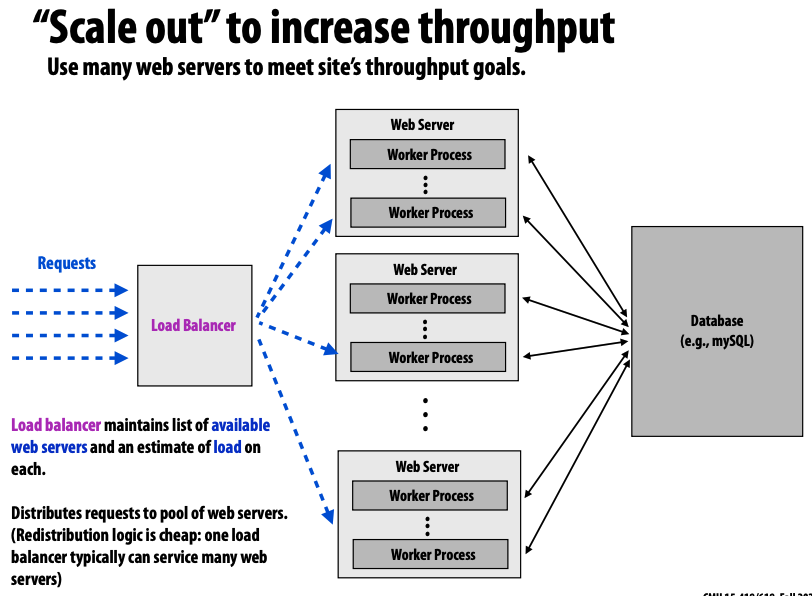 “Scale out” to increase throughput
Use many web servers to meet site’s throughput goals.
Web Server
Worker Process
Worker Process
Requests
Load Balancer
Web Server
Worker Process
Worker Process
Database
(e.g., mySQL)
Load balancer maintains list of available
web servers and an estimate of load on
each.
Distributes requests to pool of web servers.
(Redistribution logic is cheap: one load
balancer typically can service many web
servers)
Web Server
Worker Process
Worker Process